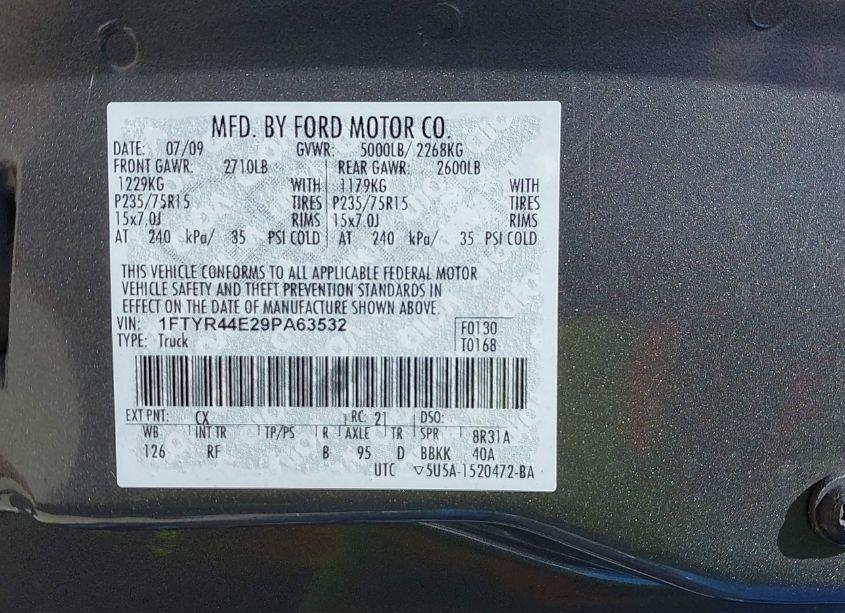 MFD. BY FORD MOTOR CO.
DATE: 07/09 GVWR: 5000LB/ 2268KG
FRONT GAWR: 2710LB REAR GAWR: 2600LB
1229KG WITH 1179KG WITH
P235/75R15 TIRES P235/75R15 TIRES
15x7.0J RIMS 15x7.0J RIMS
AT 240 kPa/ 35 PSI COLD AT 240 kPa/ 35 PSI COLD
THIS VEHICLE CONFORMS TO ALL APPLICABLE FEDERAL MOTOR
VEHICLE SAFETY AND THEFT PREVENTION STANDARDS IN
EFFECT ON THE DATE OF MANUFACTURE SHOWN ABOVE.
VIN: 1FTYR44E29PA63532 F0130
TYPE: Truck T0168
EXT PNT: CX RC: 21 DSO:
WB INT TR TP/PS R AXLE TR SPR 8R31A
126 RF B 95 D BBKK 40A
UTC ▽5U5A-1520472-BA